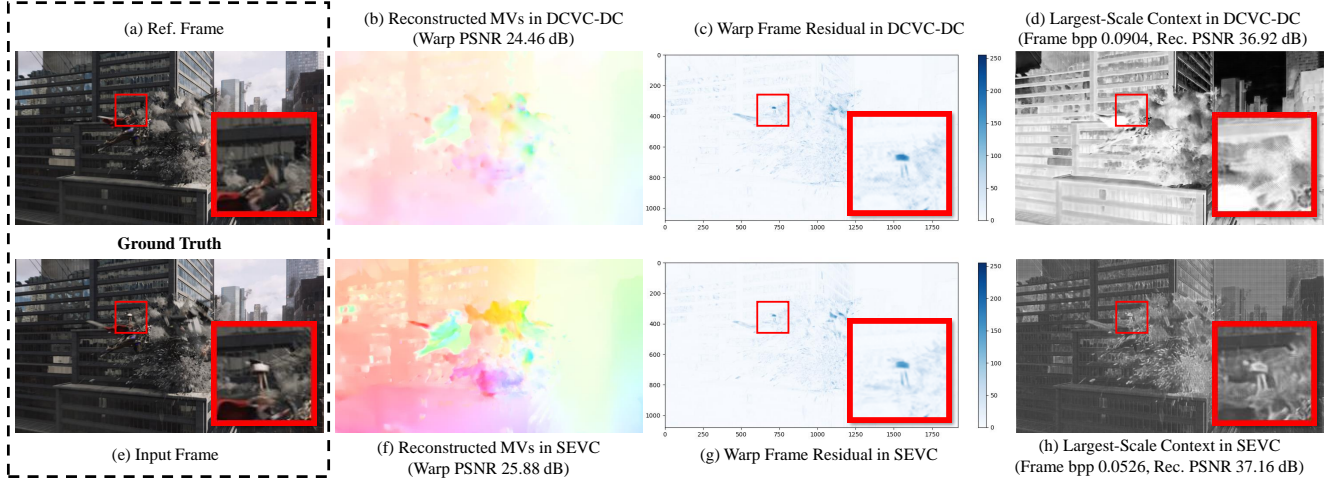 (a) Ref. Frame
(b) Reconstructed MVs in DCVC-DC
(Warp PSNR 24.46 dB)
(c) Warp Frame Residual in DCVC-DC
(d) Largest-Scale Context in DCVC-DC
(Frame bpp 0.0904, Rec. PSNR 36.92 dB)
0
200
400
600
800
1000
0 250 500 750 1000 1250 1500 1750
250
200
150
100
50
0
Ground Truth
0
200
400
600
800
1000
0 250 500 750 1000 1250 1500 1750
250
200
150
100
50
0
(e) Input Frame
(f) Reconstructed MVs in SEVC
(Warp PSNR 25.88 dB)
(g) Warp Frame Residual in SEVC
(h) Largest-Scale Context in SEVC
(Frame bpp 0.0526, Rec. PSNR 37.16 dB)